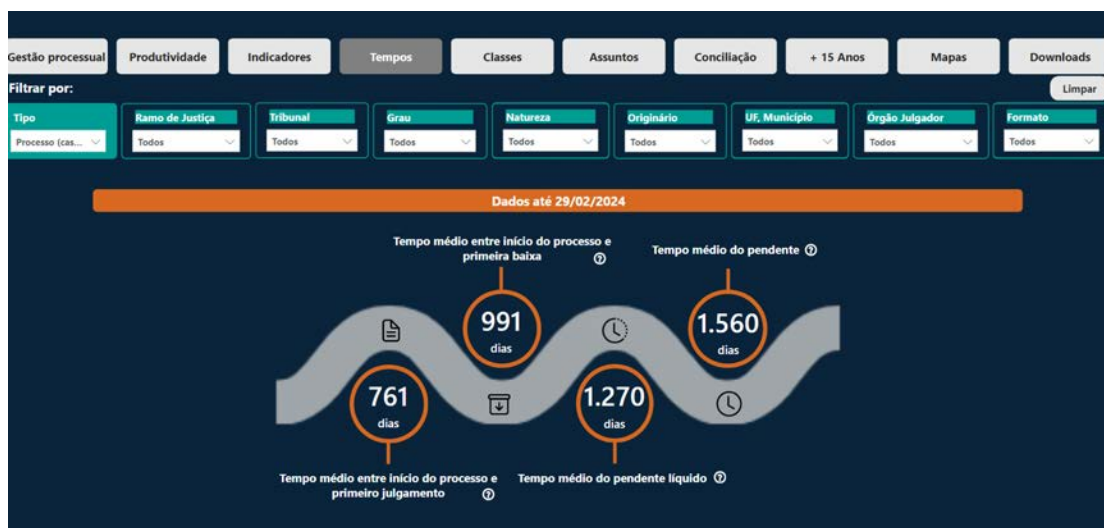 Gestão processual
Produtividade
Indicadores
Tempos
Classes
Assuntos
Conciliação
+ 15 Anos
Mapas
Downloads
Filtrar por:
Limpar
Tipo
Ramo de Justiça
Tribunal
Grau
Natureza
Originário
UF, Município
Órgão Julgador
Formato
Processo (cas...
Todos
Todos
Todos
Todos
Todos
Todos
Todos
Todos
Dados até 29/02/2024
Tempo médio entre início do processo e
primeira baixa
Tempo médio do pendente
991
dias
1.560
dias
761
dias
1.270
dias
Tempo médio entre início do processo e
primeiro julgamento
Tempo médio do pendente líquido